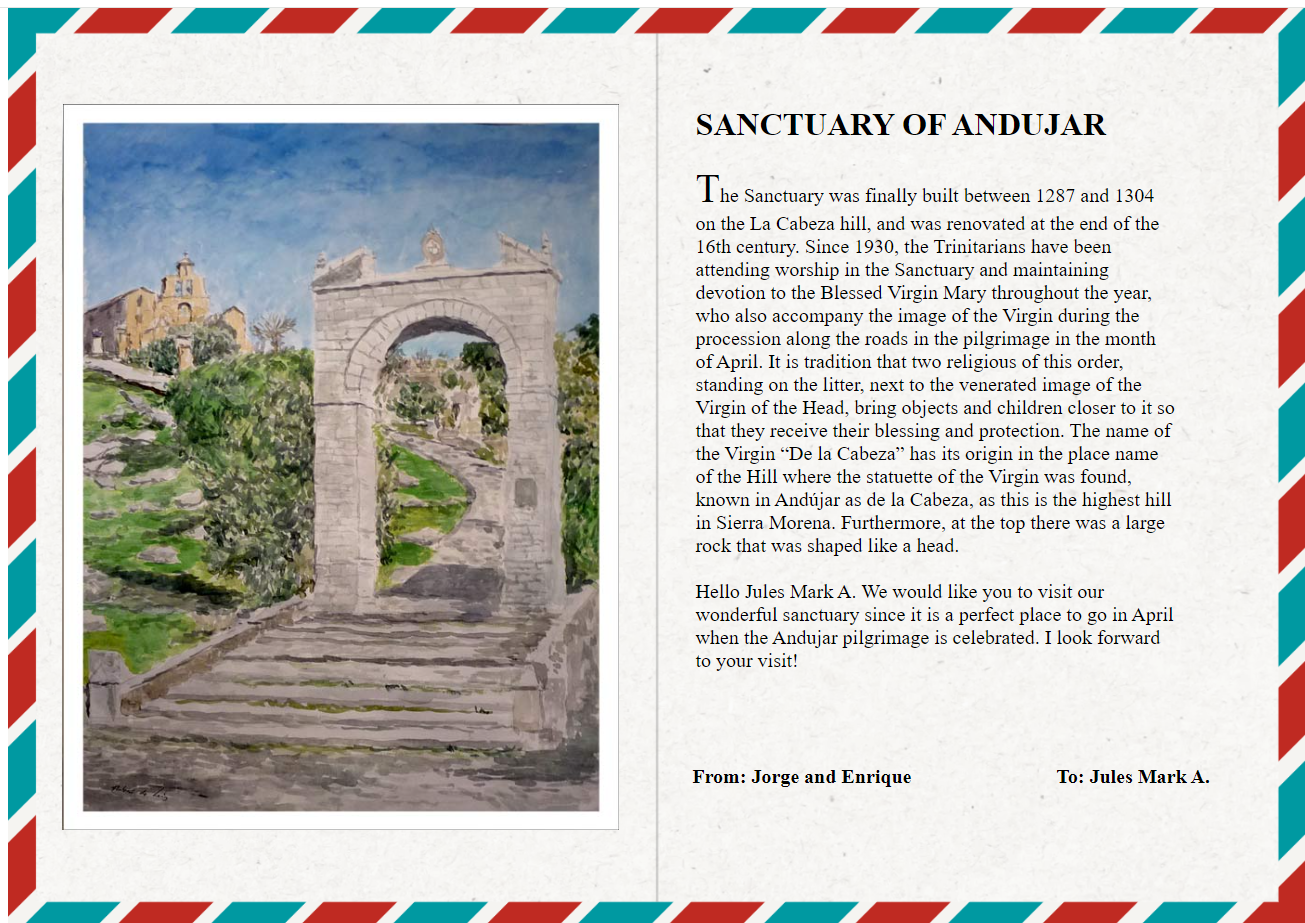 SANCTUARY OF ANDUJAR
The Sanctuary was finally built between 1287 and 1304
on the La Cabeza hill, and was renovated at the end of the
16th century. Since 1930, the Trinitarians have been
attending worship in the Sanctuary and maintaining
devotion to the Blessed Virgin Mary throughout the year,
who also accompany the image of the Virgin during the
procession along the roads in the pilgrimage in the month
of April. It is tradition that two religious of this order,
standing on the litter, next to the venerated image of the
Virgin of the Head, bring objects and children closer to it so
that they receive their blessing and protection. The name of
the Virgin “De la Cabeza” has its origin in the place name
of the Hill where the statuette of the Virgin was found,
known in Andújar as de la Cabeza, as this is the highest hill
in Sierra Morena. Furthermore, at the top there was a large
rock that was shaped like a head.
Hello Jules Mark A. We would like you to visit our
wonderful sanctuary since it is a perfect place to go in April
when the Andujar pilgrimage is celebrated. I look forward
to your visit!
From: Jorge and Enrique
To: Jules Mark A.